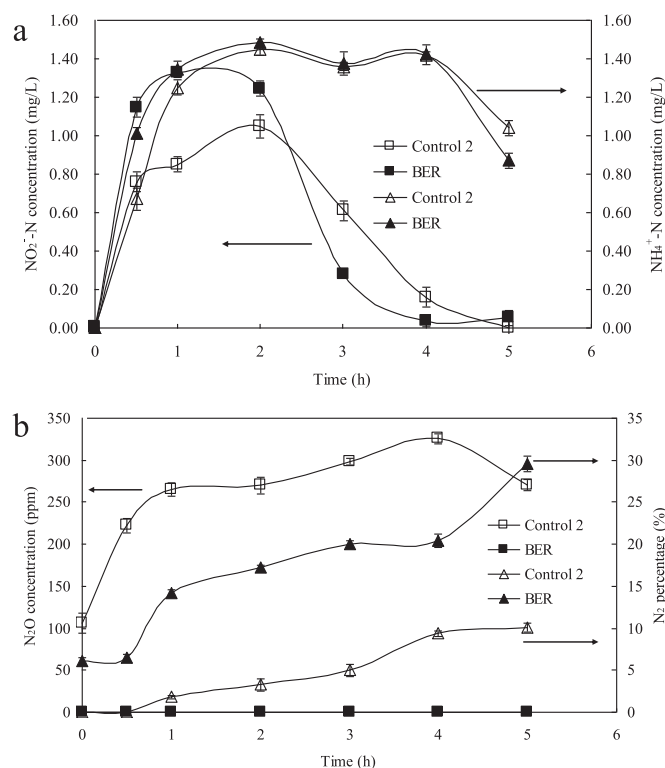 a
NO₂⁻-N concentration (mg/L)
1.60
1.40
1.20
1.00
0.80
0.60
0.40
0.20
0.00
Control 2
BER
Control 2
BER
1.60
1.40
1.20
1.00
0.80
0.60
0.40
0.20
0.00
NH₄⁺-N concentration (mg/L)
0 1 2 3 4 5 6
Time (h)
b
N₂O concentration (ppm)
350
300
250
200
150
100
50
0
Control 2
BER
Control 2
BER
35
30
25
20
15
10
5
0
N₂ percentage (%)
0 1 2 3 4 5 6
Time (h)